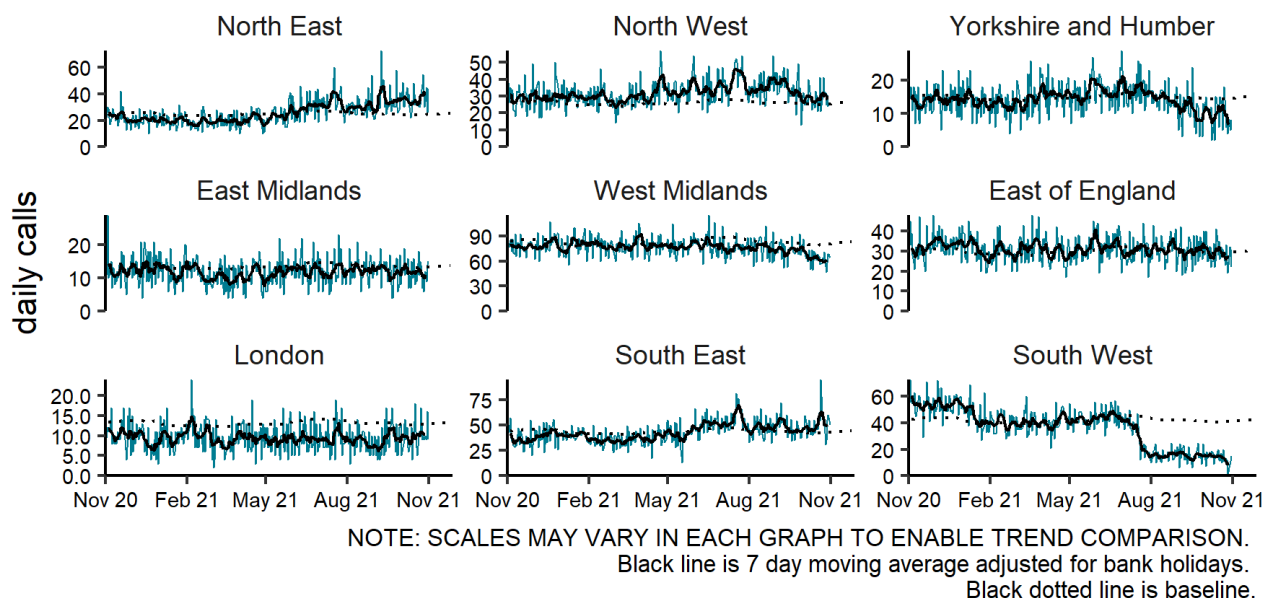 North East
North West
Yorkshire and Humber
60
40
20
0
50
40
30
20
10
0
20
10
0
daily calls
East Midlands
West Midlands
East of England
20
10
0
90
60
30
0
40
30
20
10
0
London
South East
South West
20.0
15.0
10.0
5.0
0.0
75
50
25
0
60
40
20
0
Nov 20 Feb 21 May 21 Aug 21 Nov 21
Nov 20 Feb 21 May 21 Aug 21 Nov 21
Nov 20 Feb 21 May 21 Aug 21 Nov 21
NOTE: SCALES MAY VARY IN EACH GRAPH TO ENABLE TREND COMPARISON.
Black line is 7 day moving average adjusted for bank holidays.
Black dotted line is baseline.